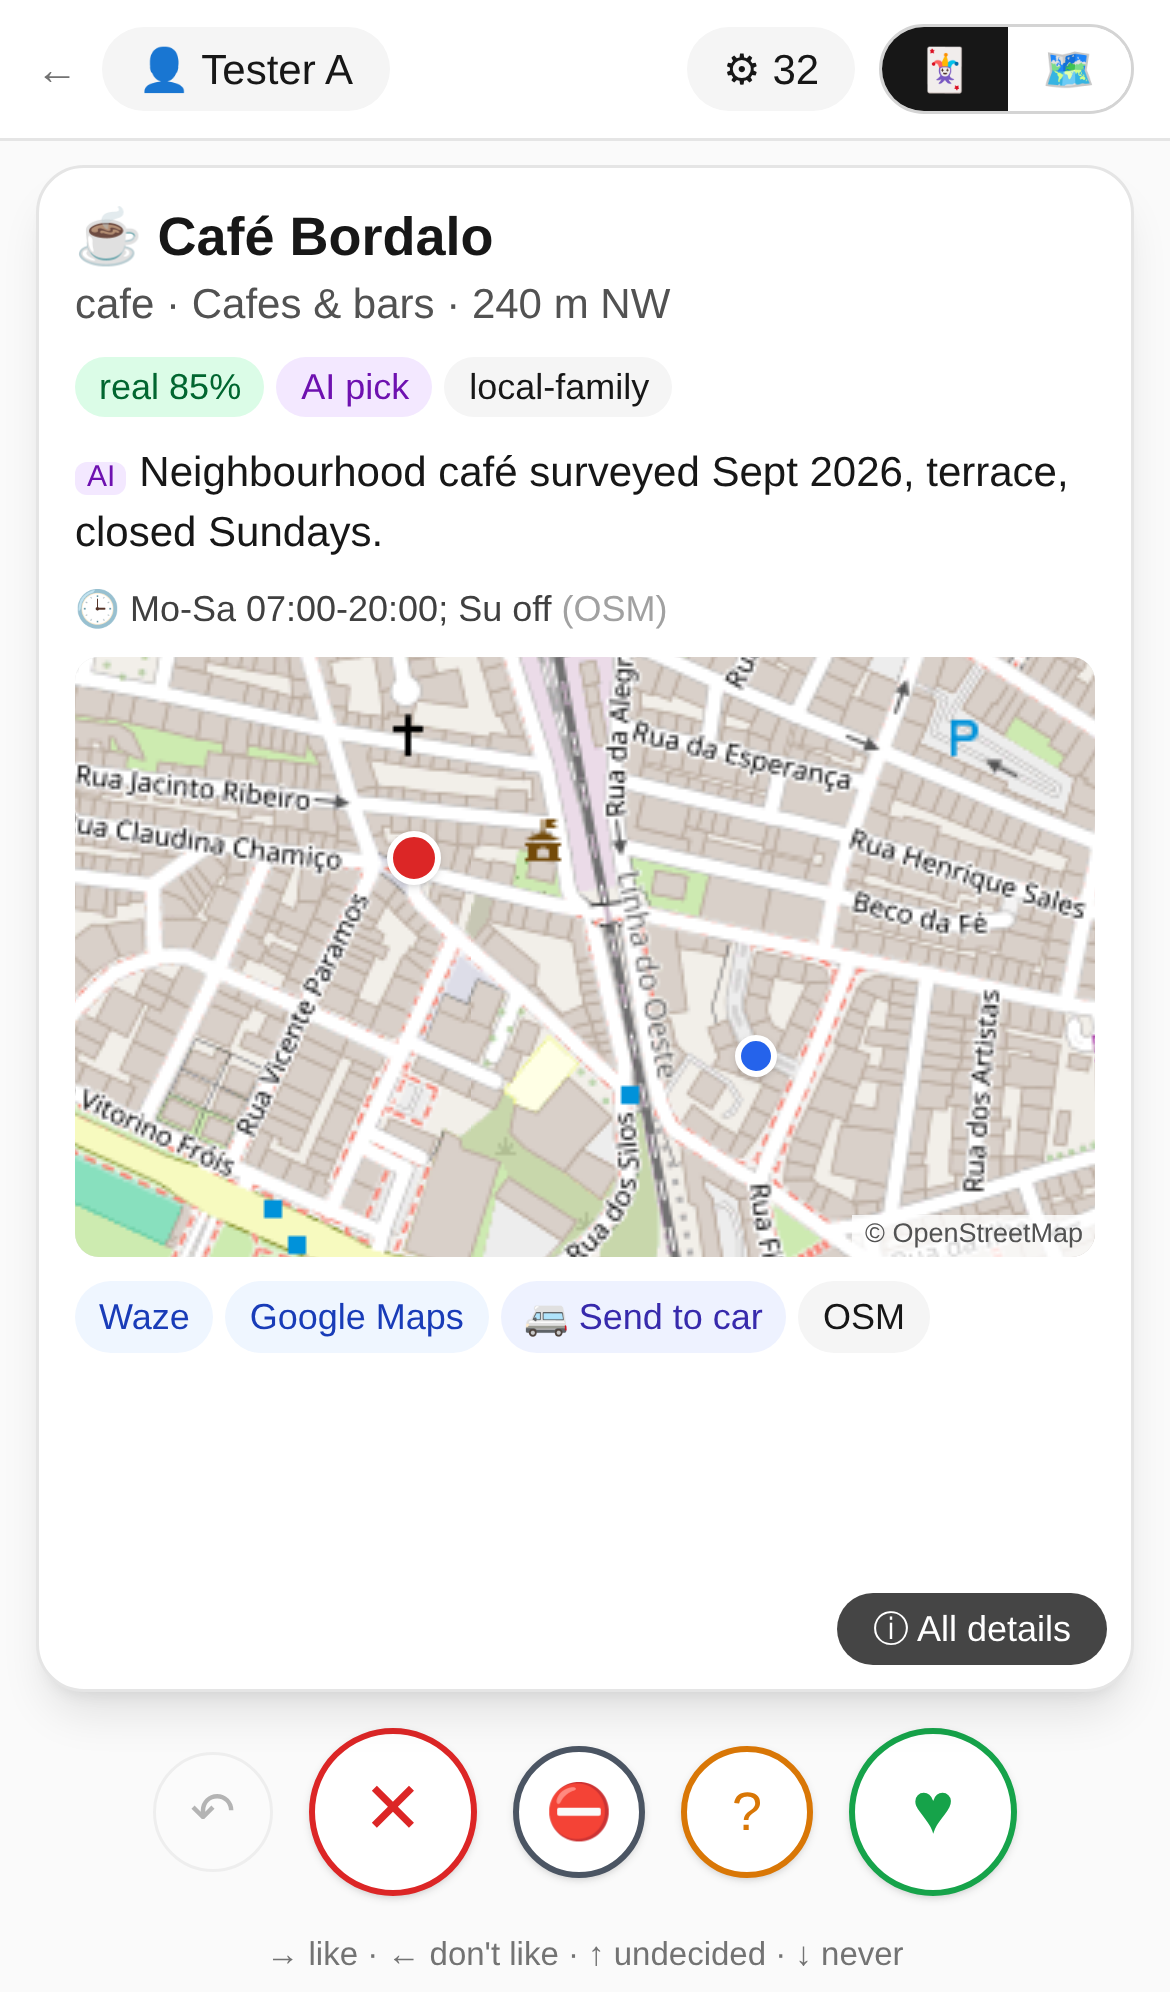 ← 👤 Tester A ⚙ 32 🃏 🗺️
☕ Café Bordalo
cafe · Cafes & bars · 240 m NW
real 85% AI pick local-family
AI Neighbourhood café surveyed Sept 2026, terrace,
closed Sundays.
🕒 Mo-Sa 07:00-20:00; Su off (OSM)
Rua da Alegr
Rua da Esperança
P
Rua Jacinto Ribeiro
ua Claudina Chamiço
Rua Henrique Sales
Beco da Fé
Linha do Oeste
Rua Vicente Paramos
Rua dos Artistas
Vitorino Fróis
Rua dos Silos
Rua F
© OpenStreetMap
Waze Google Maps 🚐 Send to car OSM
ⓘ All details
↶ ✕ ⛔ ? ♥
→ like · ← don't like · ↑ undecided · ↓ never